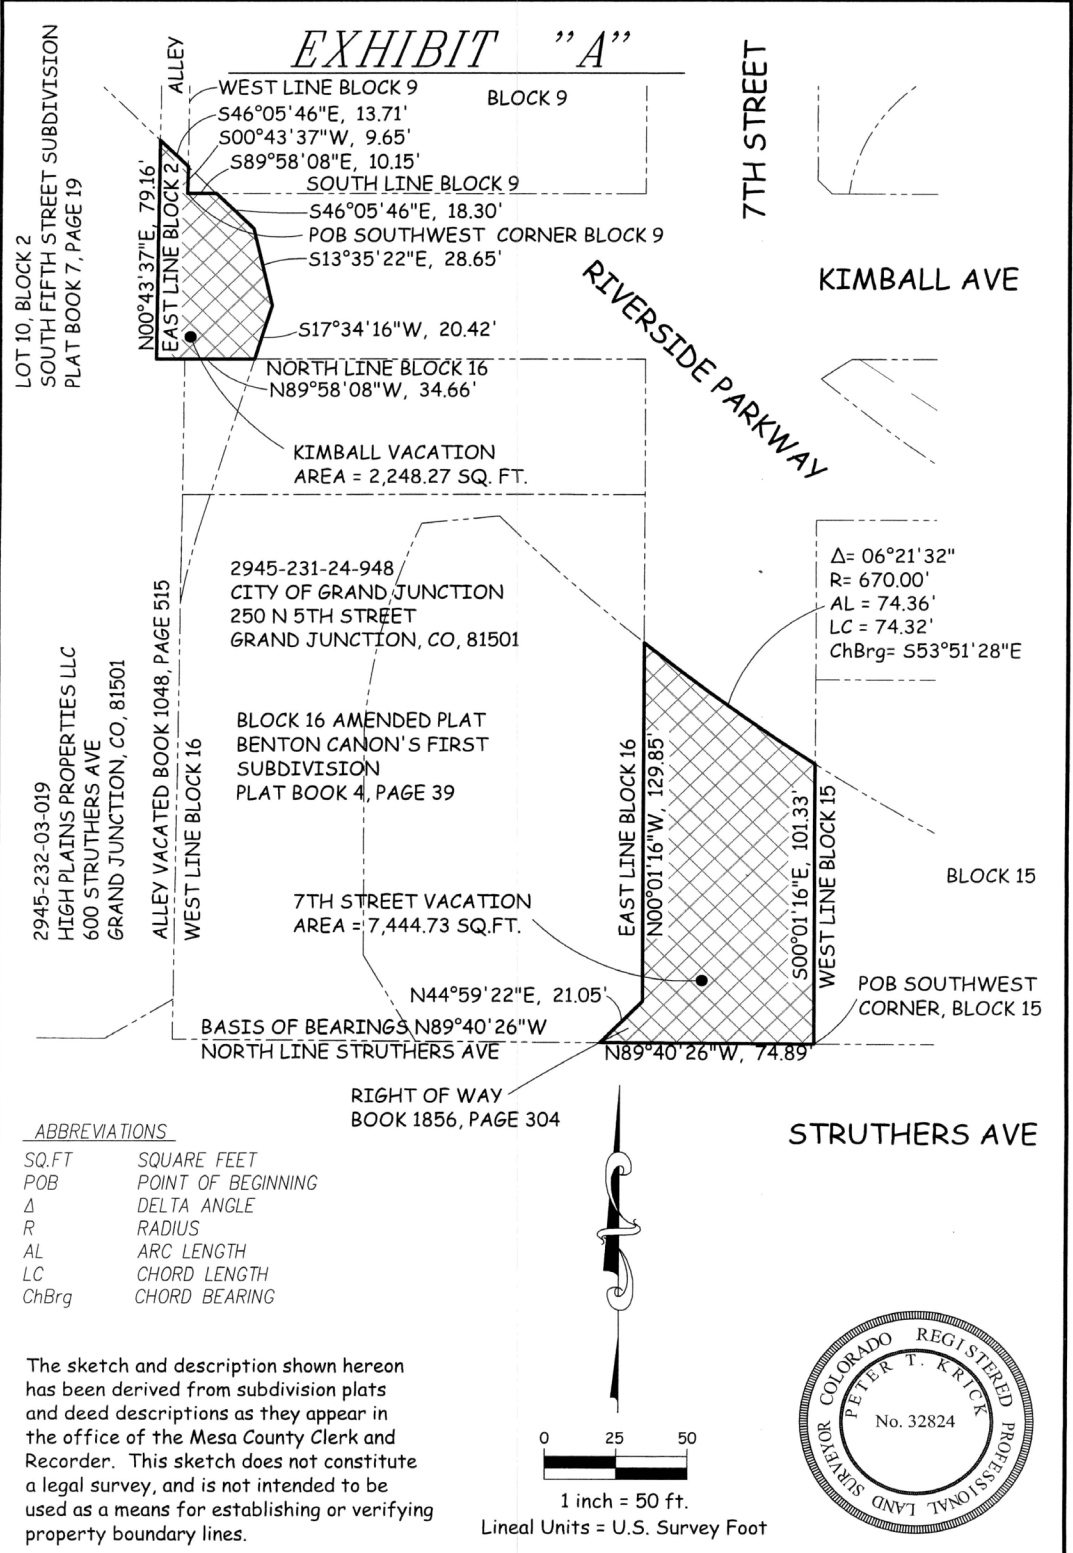 EXHIBIT "A"
ALLEY
WEST LINE BLOCK 9
BLOCK 9
S46°05'46"E, 13.71'
S00°43'37"W, 9.65'
S89°58'08"E, 10.15'
SOUTH LINE BLOCK 9
S46°05'46"E, 18.30'
POB SOUTHWEST CORNER BLOCK 9
S13°35'22"E, 28.65'
S17°34'16"W, 20.42'
NORTH LINE BLOCK 16
N89°58'08"W, 34.66'
N00°43'37"E, 79.16'
EAST LINE BLOCK 2
LOT 10, BLOCK 2
SOUTH FIFTH STREET SUBDIVISION
PLAT BOOK 7, PAGE 19
7TH STREET
KIMBALL AVE
RIVERSIDE PARKWAY
KIMBALL VACATION
AREA = 2,248.27 SQ. FT.
2945-231-24-948
CITY OF GRAND JUNCTION
250 N 5TH STREET
GRAND JUNCTION, CO, 81501
Δ= 06°21'32"
R= 670.00'
AL = 74.36'
LC = 74.32'
ChBrg= S53°51'28"E
BLOCK 16 AMENDED PLAT
BENTON CANON'S FIRST
SUBDIVISION
PLAT BOOK 4, PAGE 39
2945-232-03-019
HIGH PLAINS PROPERTIES LLC
600 STRUTHERS AVE
GRAND JUNCTION, CO, 81501
ALLEY VACATED BOOK 1048, PAGE 515
WEST LINE BLOCK 16
EAST LINE BLOCK 16
N00°01'16"W, 129.85'
S00°01'16"E, 101.33'
WEST LINE BLOCK 15
BLOCK 15
7TH STREET VACATION
AREA = 7,444.73 SQ.FT.
POB SOUTHWEST
CORNER, BLOCK 15
N44°59'22"E, 21.05'
BASIS OF BEARINGS N89°40'26"W
NORTH LINE STRUTHERS AVE
N89°40'26"W, 74.89'
RIGHT OF WAY
BOOK 1856, PAGE 304
STRUTHERS AVE
ABBREVIATIONS
SQ.FT SQUARE FEET
POB POINT OF BEGINNING
Δ DELTA ANGLE
R RADIUS
AL ARC LENGTH
LC CHORD LENGTH
ChBrg CHORD BEARING
The sketch and description shown hereon
has been derived from subdivision plats
and deed descriptions as they appear in
the office of the Mesa County Clerk and
Recorder. This sketch does not constitute
a legal survey, and is not intended to be
used as a means for establishing or verifying
property boundary lines.
0 25 50
1 inch = 50 ft.
Lineal Units = U.S. Survey Foot
COLORADO REGISTERED
PROFESSIONAL LAND SURVEYOR
PETER T. KRICK
No. 32824